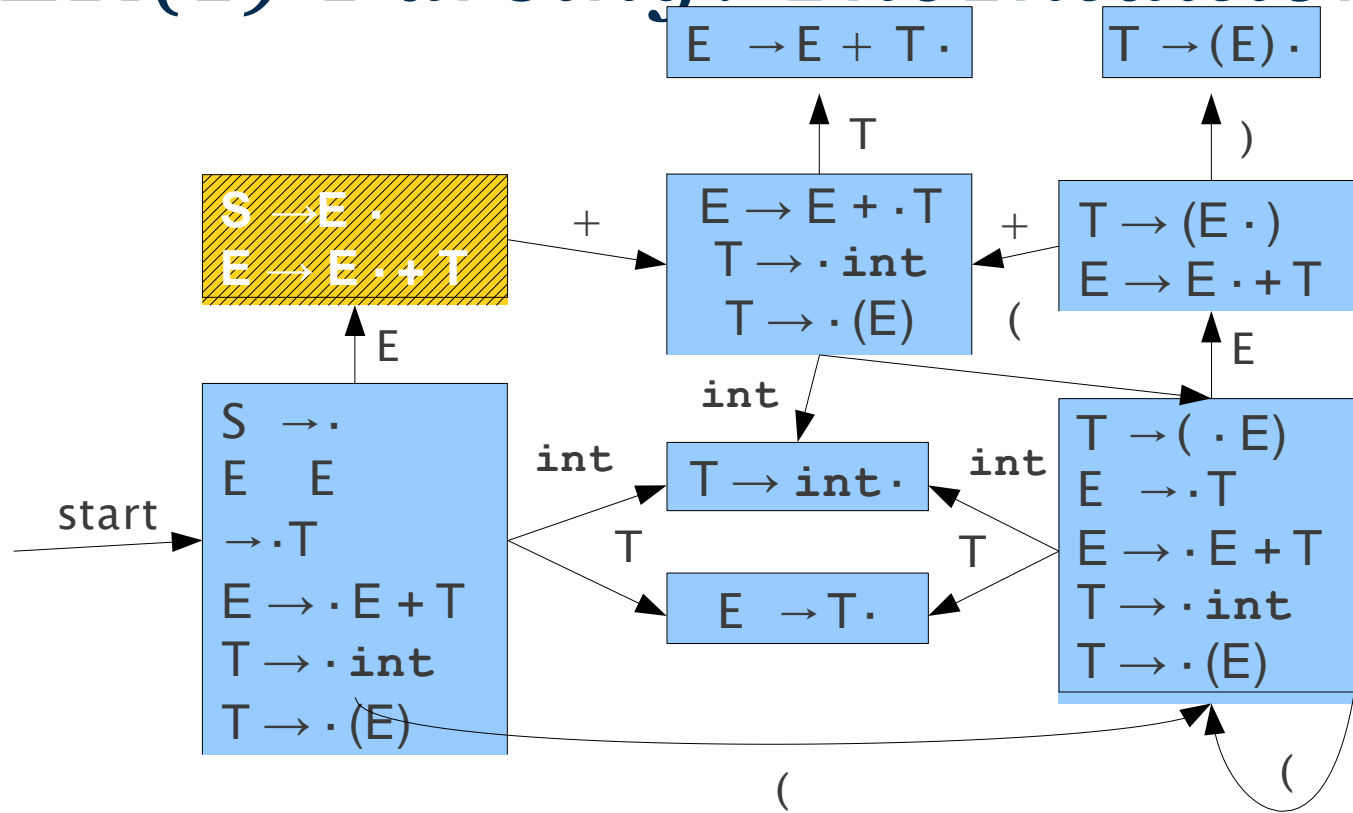 E → E + T ·
T → (E) ·
T
)
S → E ·
E → E · + T
+
E → E + · T
T → · int
T → · (E)
+
T → (E · )
E → E · + T
(
E
E
int
start
S → ·
E E
→ · T
E → · E + T
T → · int
T → · (E)
int
T → int ·
int
T → ( · E)
E → · T
E → · E + T
T → · int
T → · (E)
T
T
E → T ·
(
(